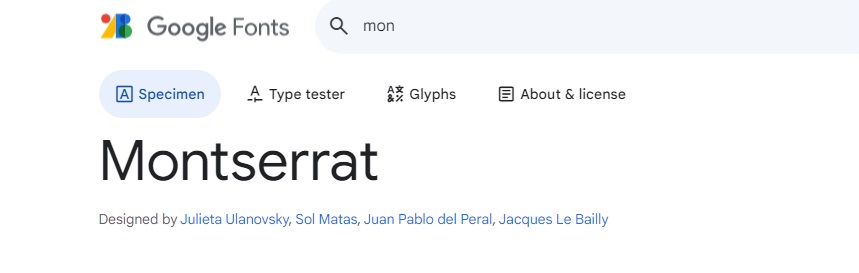 Google Fonts mon
Specimen Type tester Glyphs About & license
Montserrat
Designed by Julieta Ulanovsky, Sol Matas, Juan Pablo del Peral, Jacques Le Bailly